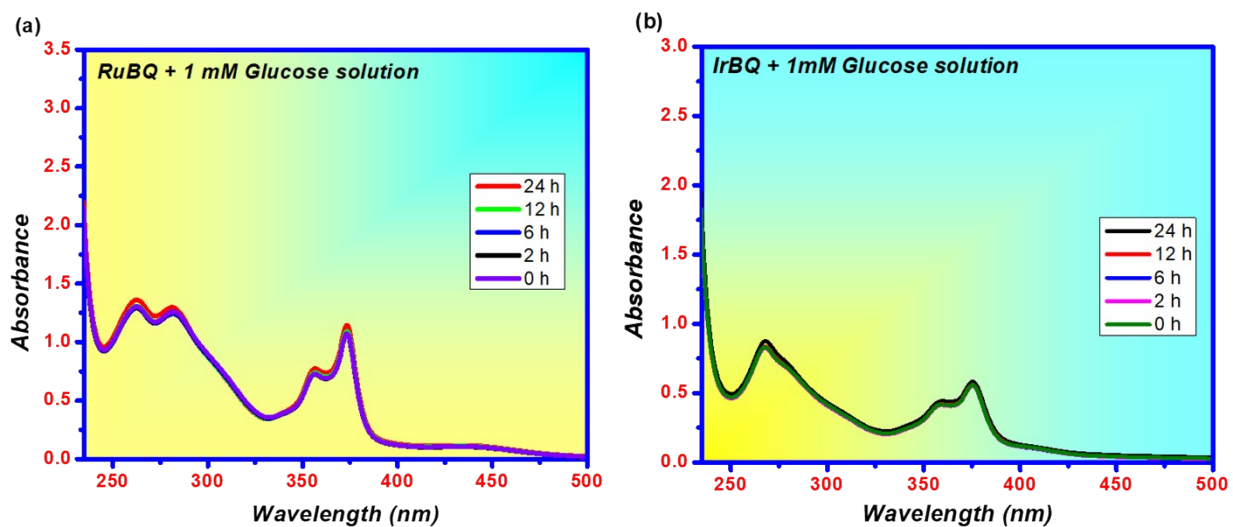 (a)
RuBQ + 1 mM Glucose solution
3.5
3.0
2.5
2.0
1.5
1.0
0.5
0.0
Absorbance
24 h
12 h
6 h
2 h
0 h
250
300
350
400
450
500
Wavelength (nm)
(b)
IrBQ + 1mM Glucose solution
3.0
2.5
2.0
1.5
1.0
0.5
0.0
Absorbance
24 h
12 h
6 h
2 h
0 h
250
300
350
400
450
500
Wavelength (nm)